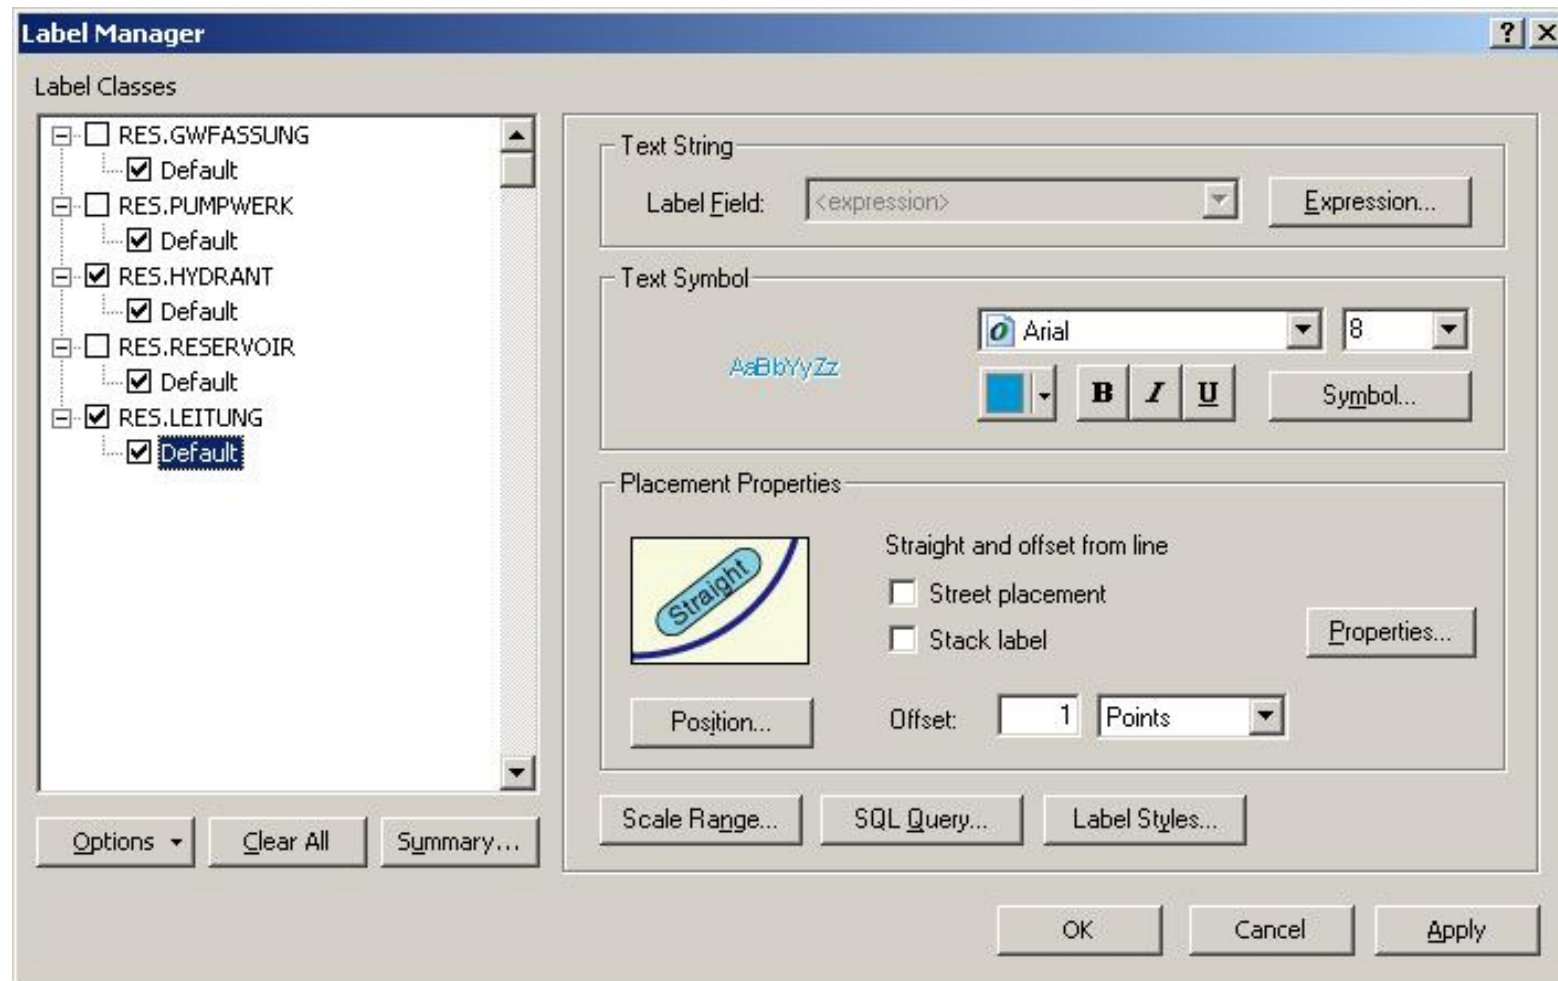 Label Manager
Label Classes
RES.GWFASSUNG
Default
RES.PUMPWERK
Default
RES.HYDRANT
Default
RES.RESERVOIR
Default
RES.LEITUNG
Default
Options
Clear All
Summary...
Text String
Label Field:
<expression>
Expression...
Text Symbol
AaBbYyZz
Arial
8
B I U
Symbol...
Placement Properties
Straight
Straight and offset from line
Street placement
Stack label
Properties...
Position...
Offset:
1
Points
Scale Range...
SQL Query...
Label Styles...
OK
Cancel
Apply